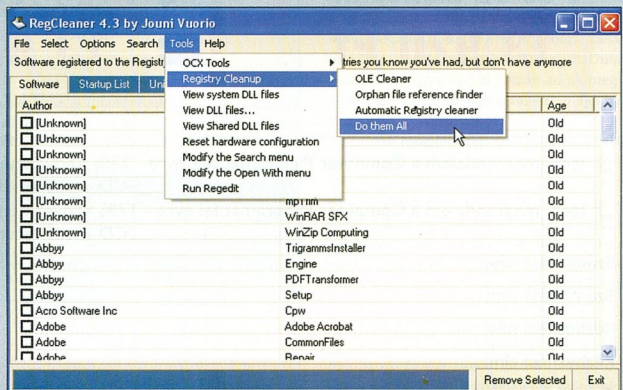 RegCleaner 4.3 by Jouni Vuorio
File Select Options Search Tools Help
Software registered to the Regist tries you know you've had, but don't have anymore
Software Startup List Uni
OCX Tools
Registry Cleanup
View system DLL files
View DLL files...
View Shared DLL files
Reset hardware configuration
Modify the Search menu
Modify the Open With menu
Run Regedit
OLE Cleaner
Orphan file reference finder
Automatic Registry cleaner
Do them All
Author Age
[Unknown] Old
[Unknown] Old
[Unknown] Old
[Unknown] Old
[Unknown] Old
[Unknown] mpTrim Old
[Unknown] WinRAR SFX Old
[Unknown] WinZip Computing Old
Abbyy TrigrammsInstaller Old
Abbyy Engine Old
Abbyy PDFTransformer Old
Abbyy Setup Old
Acro Software Inc Cpw Old
Adobe Adobe Acrobat Old
Adobe CommonFiles Old
Adobe Repair Old
Remove Selected Exit